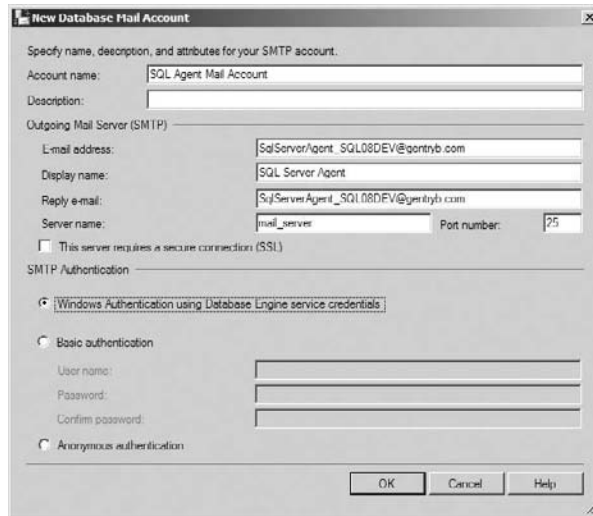 New Database Mail Account
Specify name, description, and attributes for your SMTP account.
Account name: SQL Agent Mail Account
Description:
Outgoing Mail Server (SMTP)
E-mail address: SqlServerAgent_SQL08DEV@gentryb.com
Display name: SQL Server Agent
Reply e-mail: SqlServerAgent_SQL08DEV@gentryb.com
Server name: mail_server Port number: 25
This server requires a secure connection (SSL)
SMTP Authentication
Windows Authentication using Database Engine service credentials
Basic authentication
User name:
Password:
Confirm password:
Anonymous authentication
OK Cancel Help